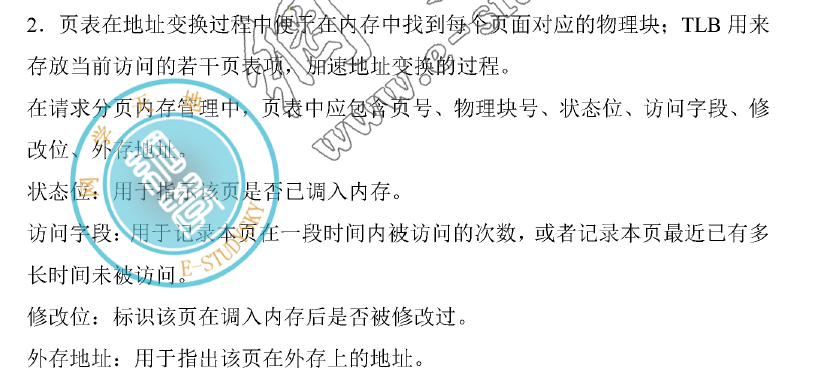 2．页表在地址变换过程中便于在内存中找到每个页面对应的物理块；TLB 用来
存放当前访问的若干页表项，加速地址变换的过程。
在请求分页内存管理中，页表中应包含页号、物理块号、状态位、访问字段、修
改位、外存地址。
状态位：用于指示该页是否已调入内存。
访问字段：用于记录本页在一段时间内被访问的次数，或者记录本页最近已有多
长时间未被访问。
修改位：标识该页在调入内存后是否被修改过。
外存地址：用于指出该页在外存上的地址。
网学天地
E-STUDYSKY
www.e-st